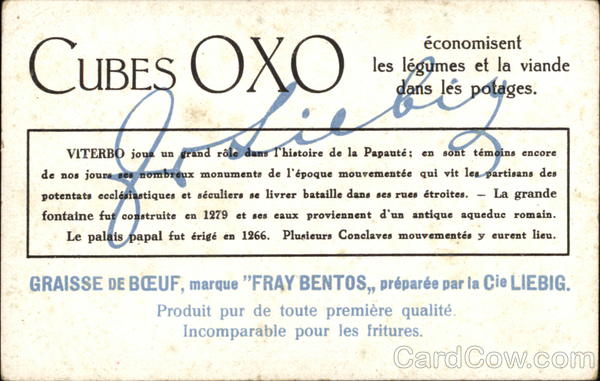 CUBES OXO
économisent
les légumes et la viande
dans les potages.
J v Liebig
VITERBO joua un grand rôle dans l'histoire de la Papauté; en sont témoins encore
de nos jours ses nombreux monuments de l'époque mouvementée qui vit les partisans des
potentats ecclésiastiques et séculiers se livrer bataille dans ses rues étroites. — La grande
fontaine fut construite en 1279 et ses eaux proviennent d'un antique aqueduc romain.
Le palais papal fut érigé en 1266. Plusieurs Conclaves mouvementés y eurent lieu.
GRAISSE DE BŒUF, marque "FRAY BENTOS„ préparée par la Cie LIEBIG.
Produit pur de toute première qualité.
Incomparable pour les fritures.
CardCow.com